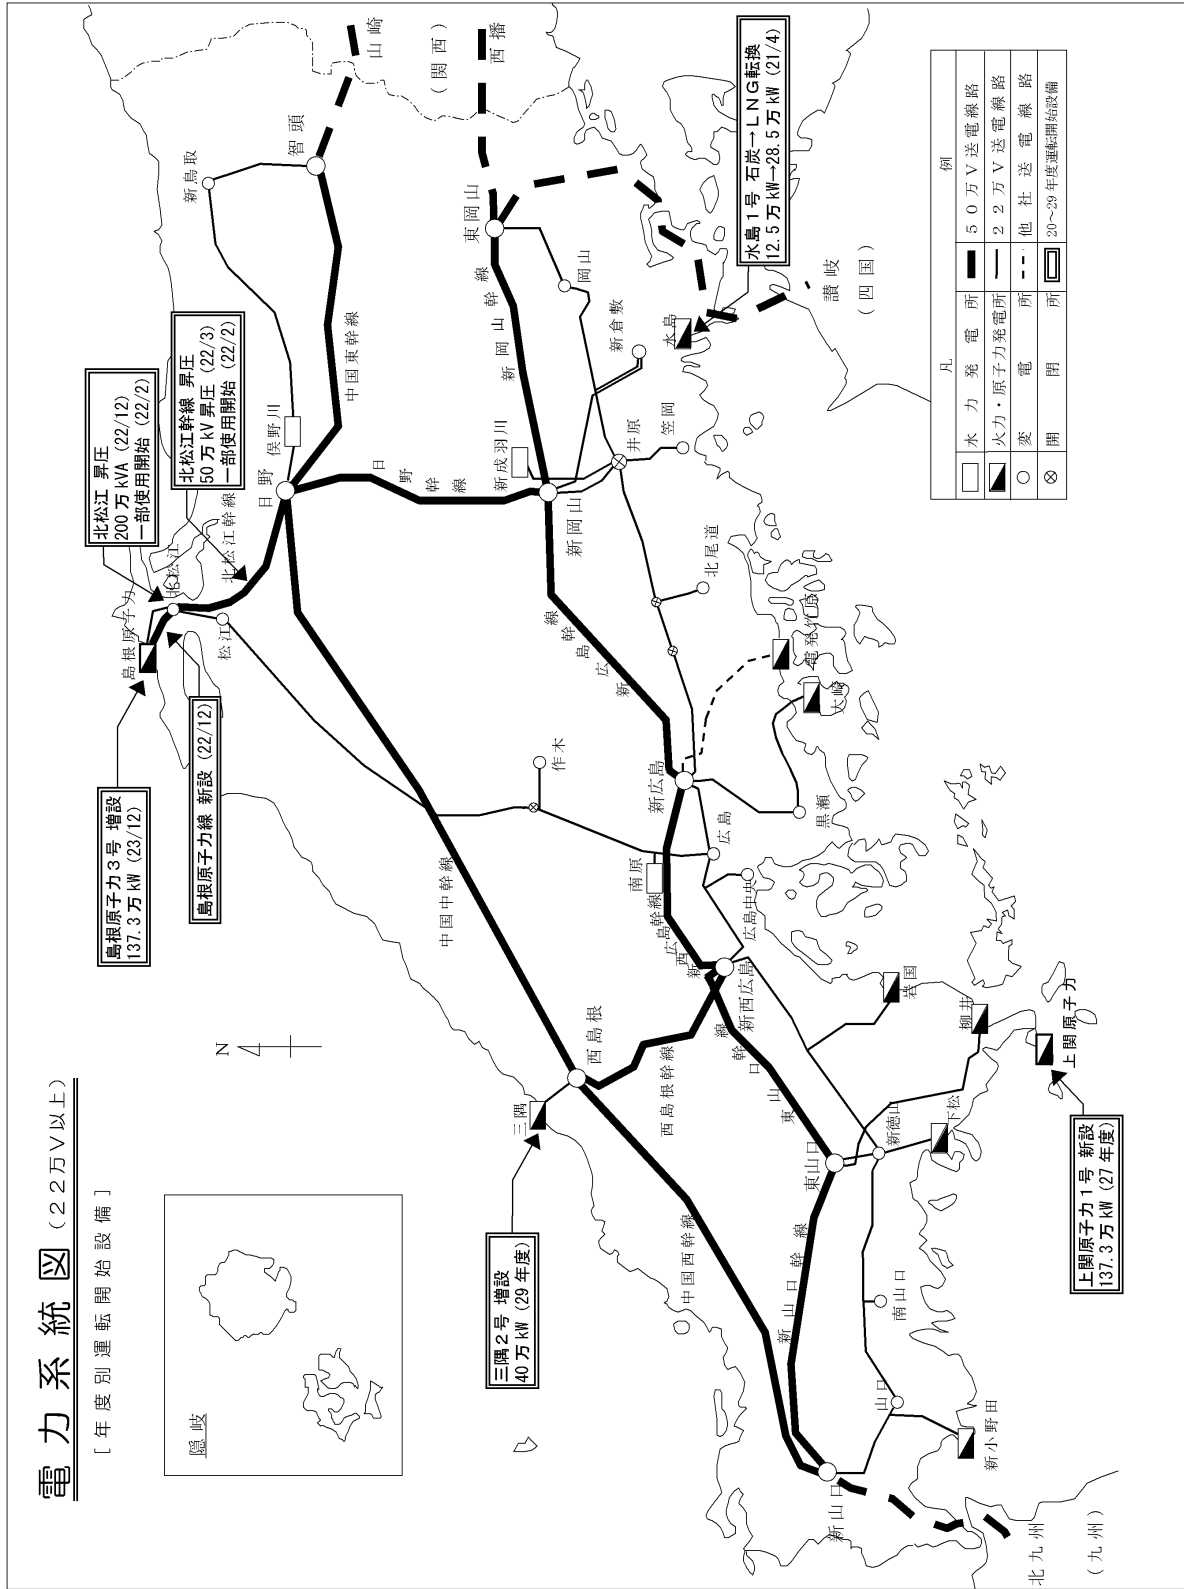 電力系統図（２２万Ｖ以上）
［年度別運転開始設備］
隠岐
N
島根原子力３号 増設
137.3万kW (23/12)
島根原子力線 新設 (22/12)
北松江 昇圧
200万kVA (22/12)
一部使用開始 (22/2)
北松江幹線 昇圧
50万kV昇圧 (22/3)
一部使用開始 (22/2)
水島１号 石炭→ＬＮＧ転換
12.5万kW→28.5万kW (21/4)
三隅２号 増設
40万kW (29年度)
上関原子力１号 新設
137.3万kW (27年度)
島根原子力
北松江
北松江幹線
松江
日野
俣野川
新鳥取
智頭
山崎
（関西）
西播
中国東幹線
日野幹線
東岡山
岡山
新岡山幹線
新倉敷
水島
讃岐
（四国）
新成羽川
新岡山
井原
笠岡
北尾道
新広島幹線
電発竹原
大崎
作木
新広島
黒瀬
広島
南原
広島中央
中国中幹線
新西広島幹線
新西広島
西島根
三隅
西島根幹線
東山口幹線
岩国
柳井
上関原子力
東山口
新徳山
下松
中国西幹線
新山口幹線
南山口
山口
新小野田
新山口
北九州
（九州）
凡例
水力発電所
５０万Ｖ送電線路
火力・原子力発電所
２２万Ｖ送電線路
変電所
他社送電線路
開閉所
20～29年度運転開始設備